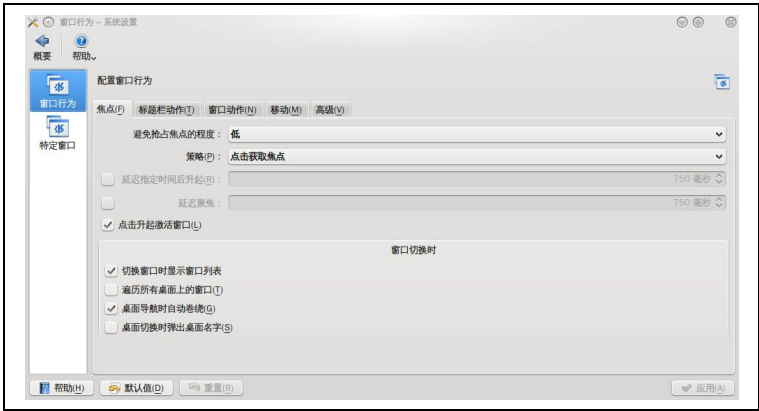 窗口行为 – 系统设置
概要 帮助
窗口行为
特定窗口
配置窗口行为
焦点(F) 标题栏动作(T) 窗口动作(N) 移动(M) 高级(V)
避免抢占焦点的程度： 低
策略(P)： 点击获取焦点
延迟指定时间后升起(R)： 750 毫秒
延迟聚焦： 750 毫秒
点击升起激活窗口(L)
窗口切换时
切换窗口时显示窗口列表
遍历所有桌面上的窗口(T)
桌面导航时自动卷绕(G)
桌面切换时弹出桌面名字(S)
帮助(H) 默认值(D) 重置(R) 应用(A)